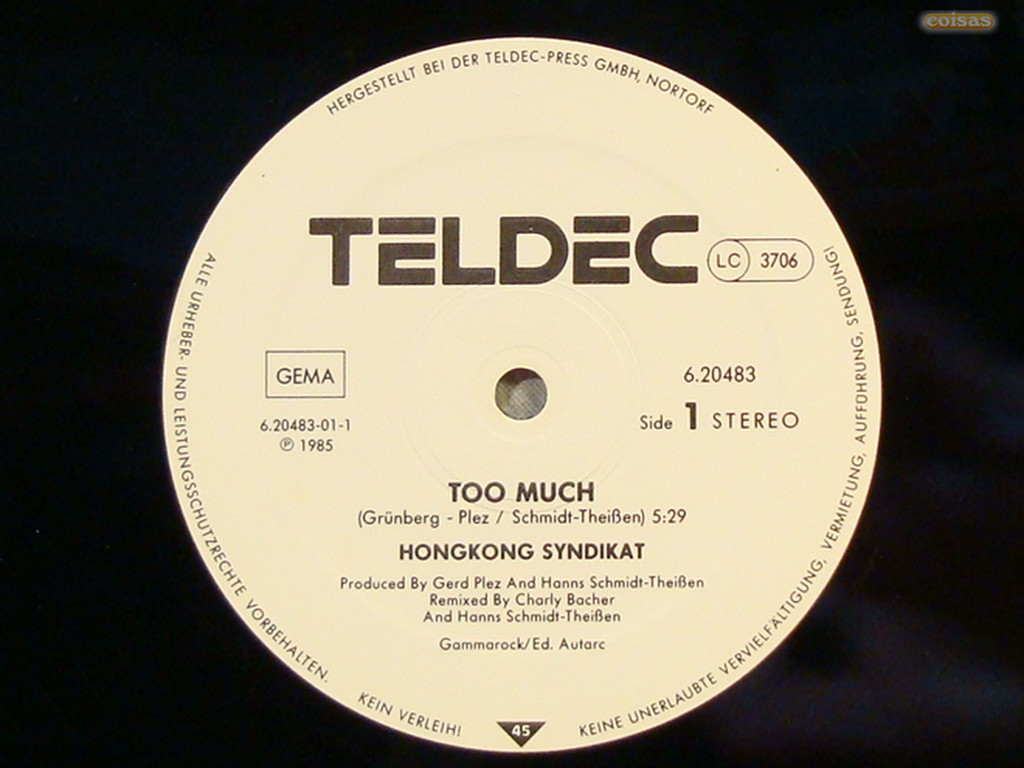 coisas
HERGESTELLT BEI DER TELDEC-PRESS GMBH, NORTORF
TELDEC
LC 3706
GEMA
6.20483-01-1
℗ 1985
6.20483
Side 1 STEREO
TOO MUCH
(Grünberg - Plez / Schmidt-Theißen) 5:29
HONGKONG SYNDIKAT
Produced By Gerd Plez And Hanns Schmidt-Theißen
Remixed By Charly Bacher
And Hanns Schmidt-Theißen
Gammarock/Ed. Autarc
ALLE URHEBER- UND LEISTUNGSSCHUTZRECHTE VORBEHALTEN.
KEIN VERLEIH!
45
KEINE UNERLAUBTE VERVIELFÄLTIGUNG, VERMIETUNG, AUFFÜHRUNG, SENDUNG!